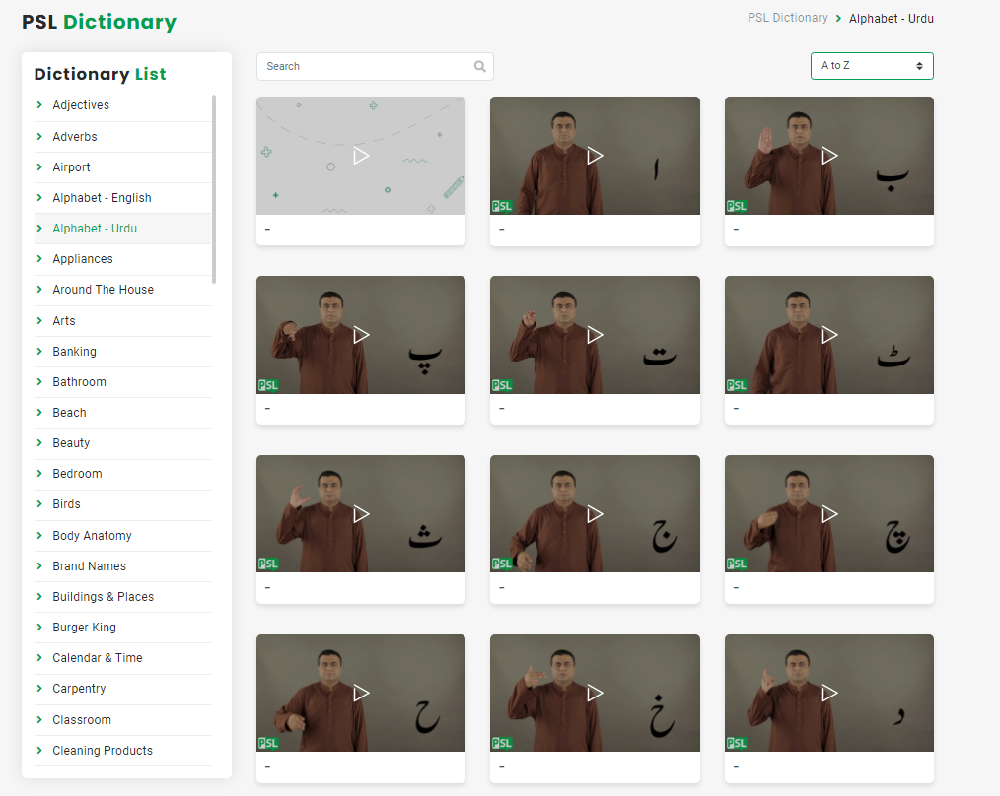 PSL Dictionary
PSL Dictionary > Alphabet - Urdu
Dictionary List
Adjectives
Adverbs
Airport
Alphabet - English
Alphabet - Urdu
Appliances
Around The House
Arts
Banking
Bathroom
Beach
Beauty
Bedroom
Birds
Body Anatomy
Brand Names
Buildings & Places
Burger King
Calendar & Time
Carpentry
Classroom
Cleaning Products
Search
A to Z
–
ا
PSL
–
ب
PSL
–
پ
PSL
–
ت
PSL
–
ٹ
PSL
–
ث
PSL
–
ج
PSL
–
چ
PSL
–
ح
PSL
–
خ
PSL
–
د
PSL
–